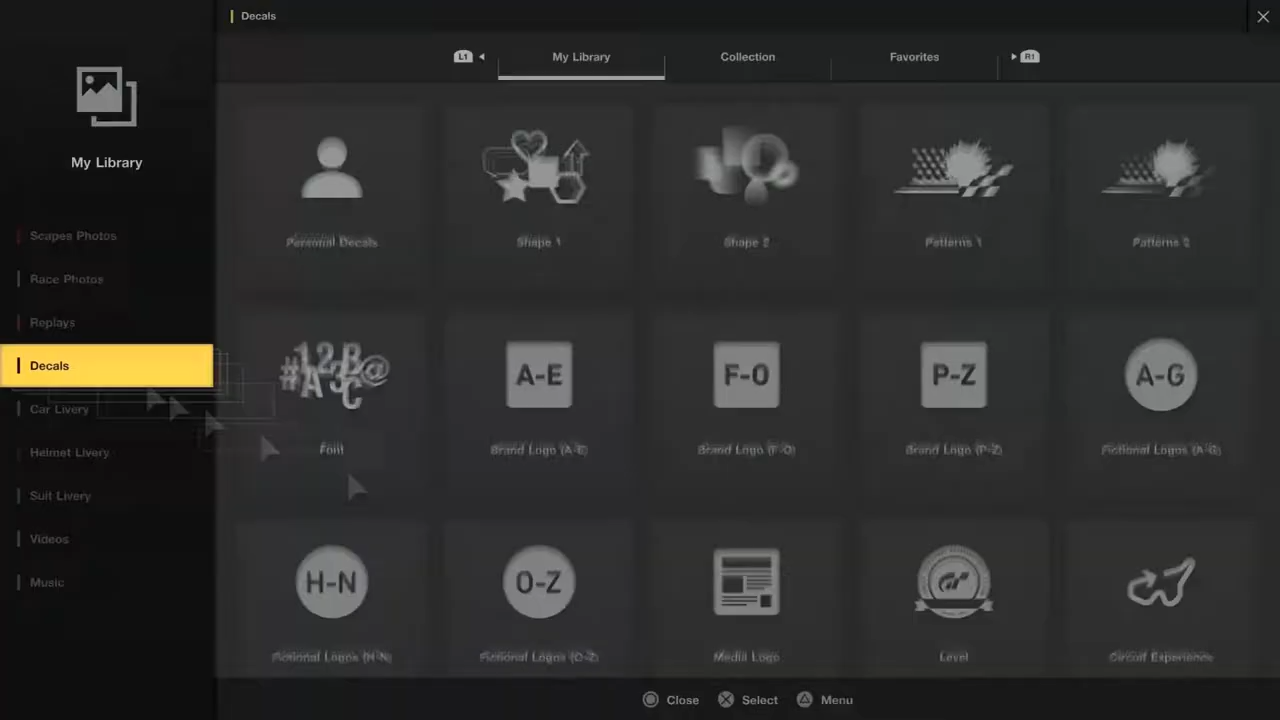 Decals
L1
My Library
Collection
Favorites
R1
My Library
Scapes Photos
Race Photos
Replays
Decals
Car Livery
Helmet Livery
Suit Livery
Videos
Music
Personal Decals
Shape 1
Shape 2
Patterns 1
Patterns 2
#123B@
A C
Font
A-E
Brand Logo (A-E)
F-O
Brand Logo (F-O)
P-Z
Brand Logo (P-Z)
A-G
Fictional Logos (A-G)
H-N
Fictional Logos (H-N)
O-Z
Fictional Logos (O-Z)
Media Logo
GT
Level
Circuit Experience
Close
Select
Menu